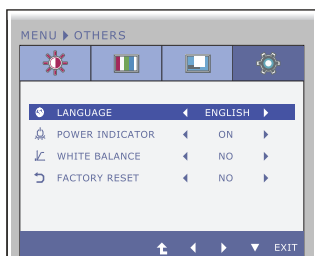 MENU ▶ OTHERS
LANGUAGE ◀ ENGLISH ▶
POWER INDICATOR ◀ ON ▶
WHITE BALANCE ◀ NO ▶
FACTORY RESET ◀ NO ▶
EXIT